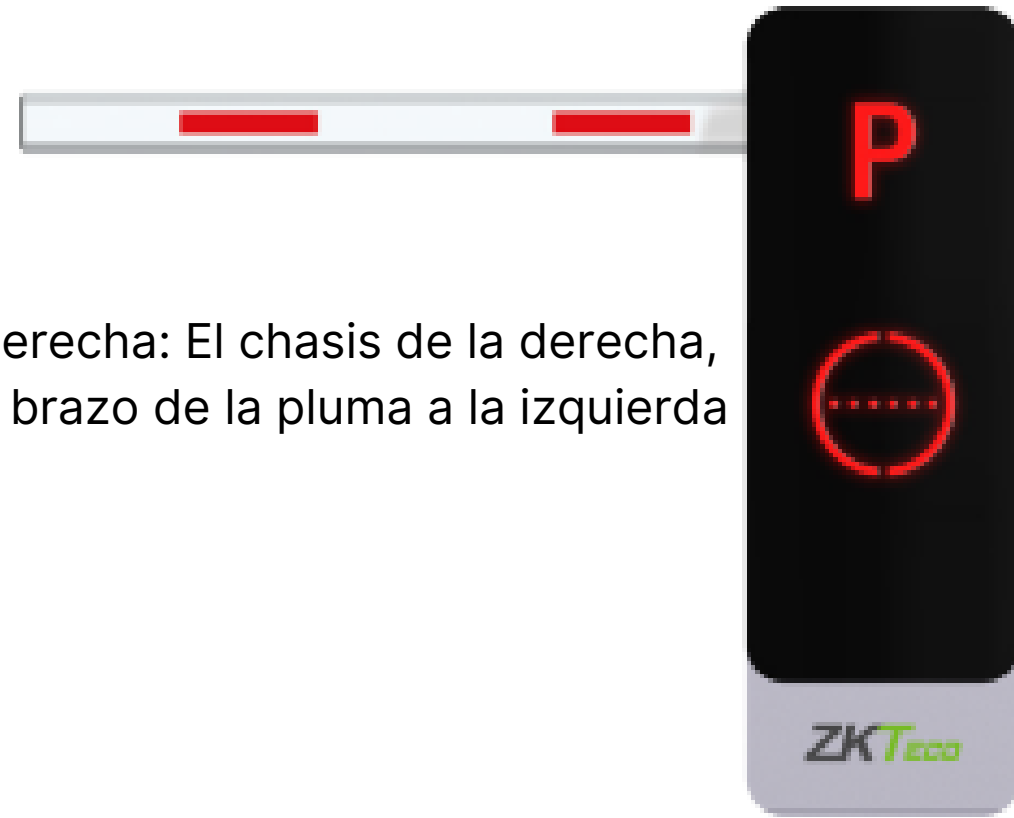 P
erecha: El chasis de la derecha,
brazo de la pluma a la izquierda
ZKTeco